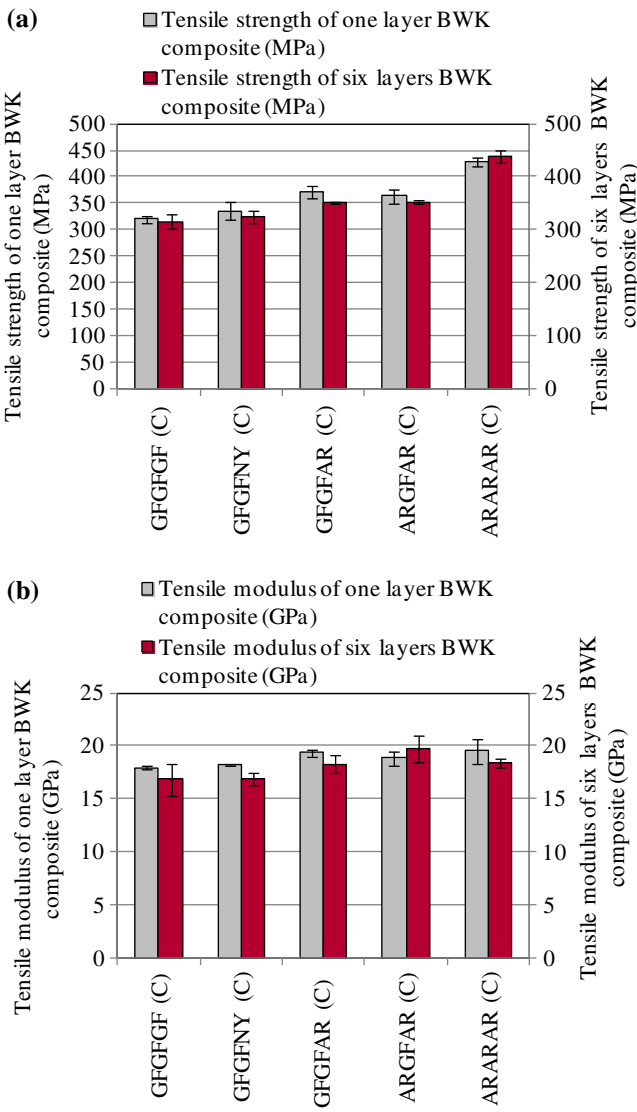 (a)
Tensile strength of one layer BWK
composite (MPa)
Tensile strength of six layers BWK
composite (MPa)
Tensile strength of one layer BWK
composite (MPa)
500
450
400
350
300
250
200
150
100
50
0
500
400
300
200
100
0
Tensile strength of six layers BWK
composite (MPa)
GFGFGF (C)
GFGFNY (C)
GFGFAR (C)
ARGFAR (C)
ARARAR (C)
(b)
Tensile modulus of one layer BWK
composite (GPa)
Tensile modulus of six layers BWK
composite (GPa)
Tensile modulus of one layer BWK
composite (GPa)
25
20
15
10
5
0
25
20
15
10
5
0
Tensile modulus of six layers BWK
composite (GPa)
GFGFGF (C)
GFGFNY (C)
GFGFAR (C)
ARGFAR (C)
ARARAR (C)